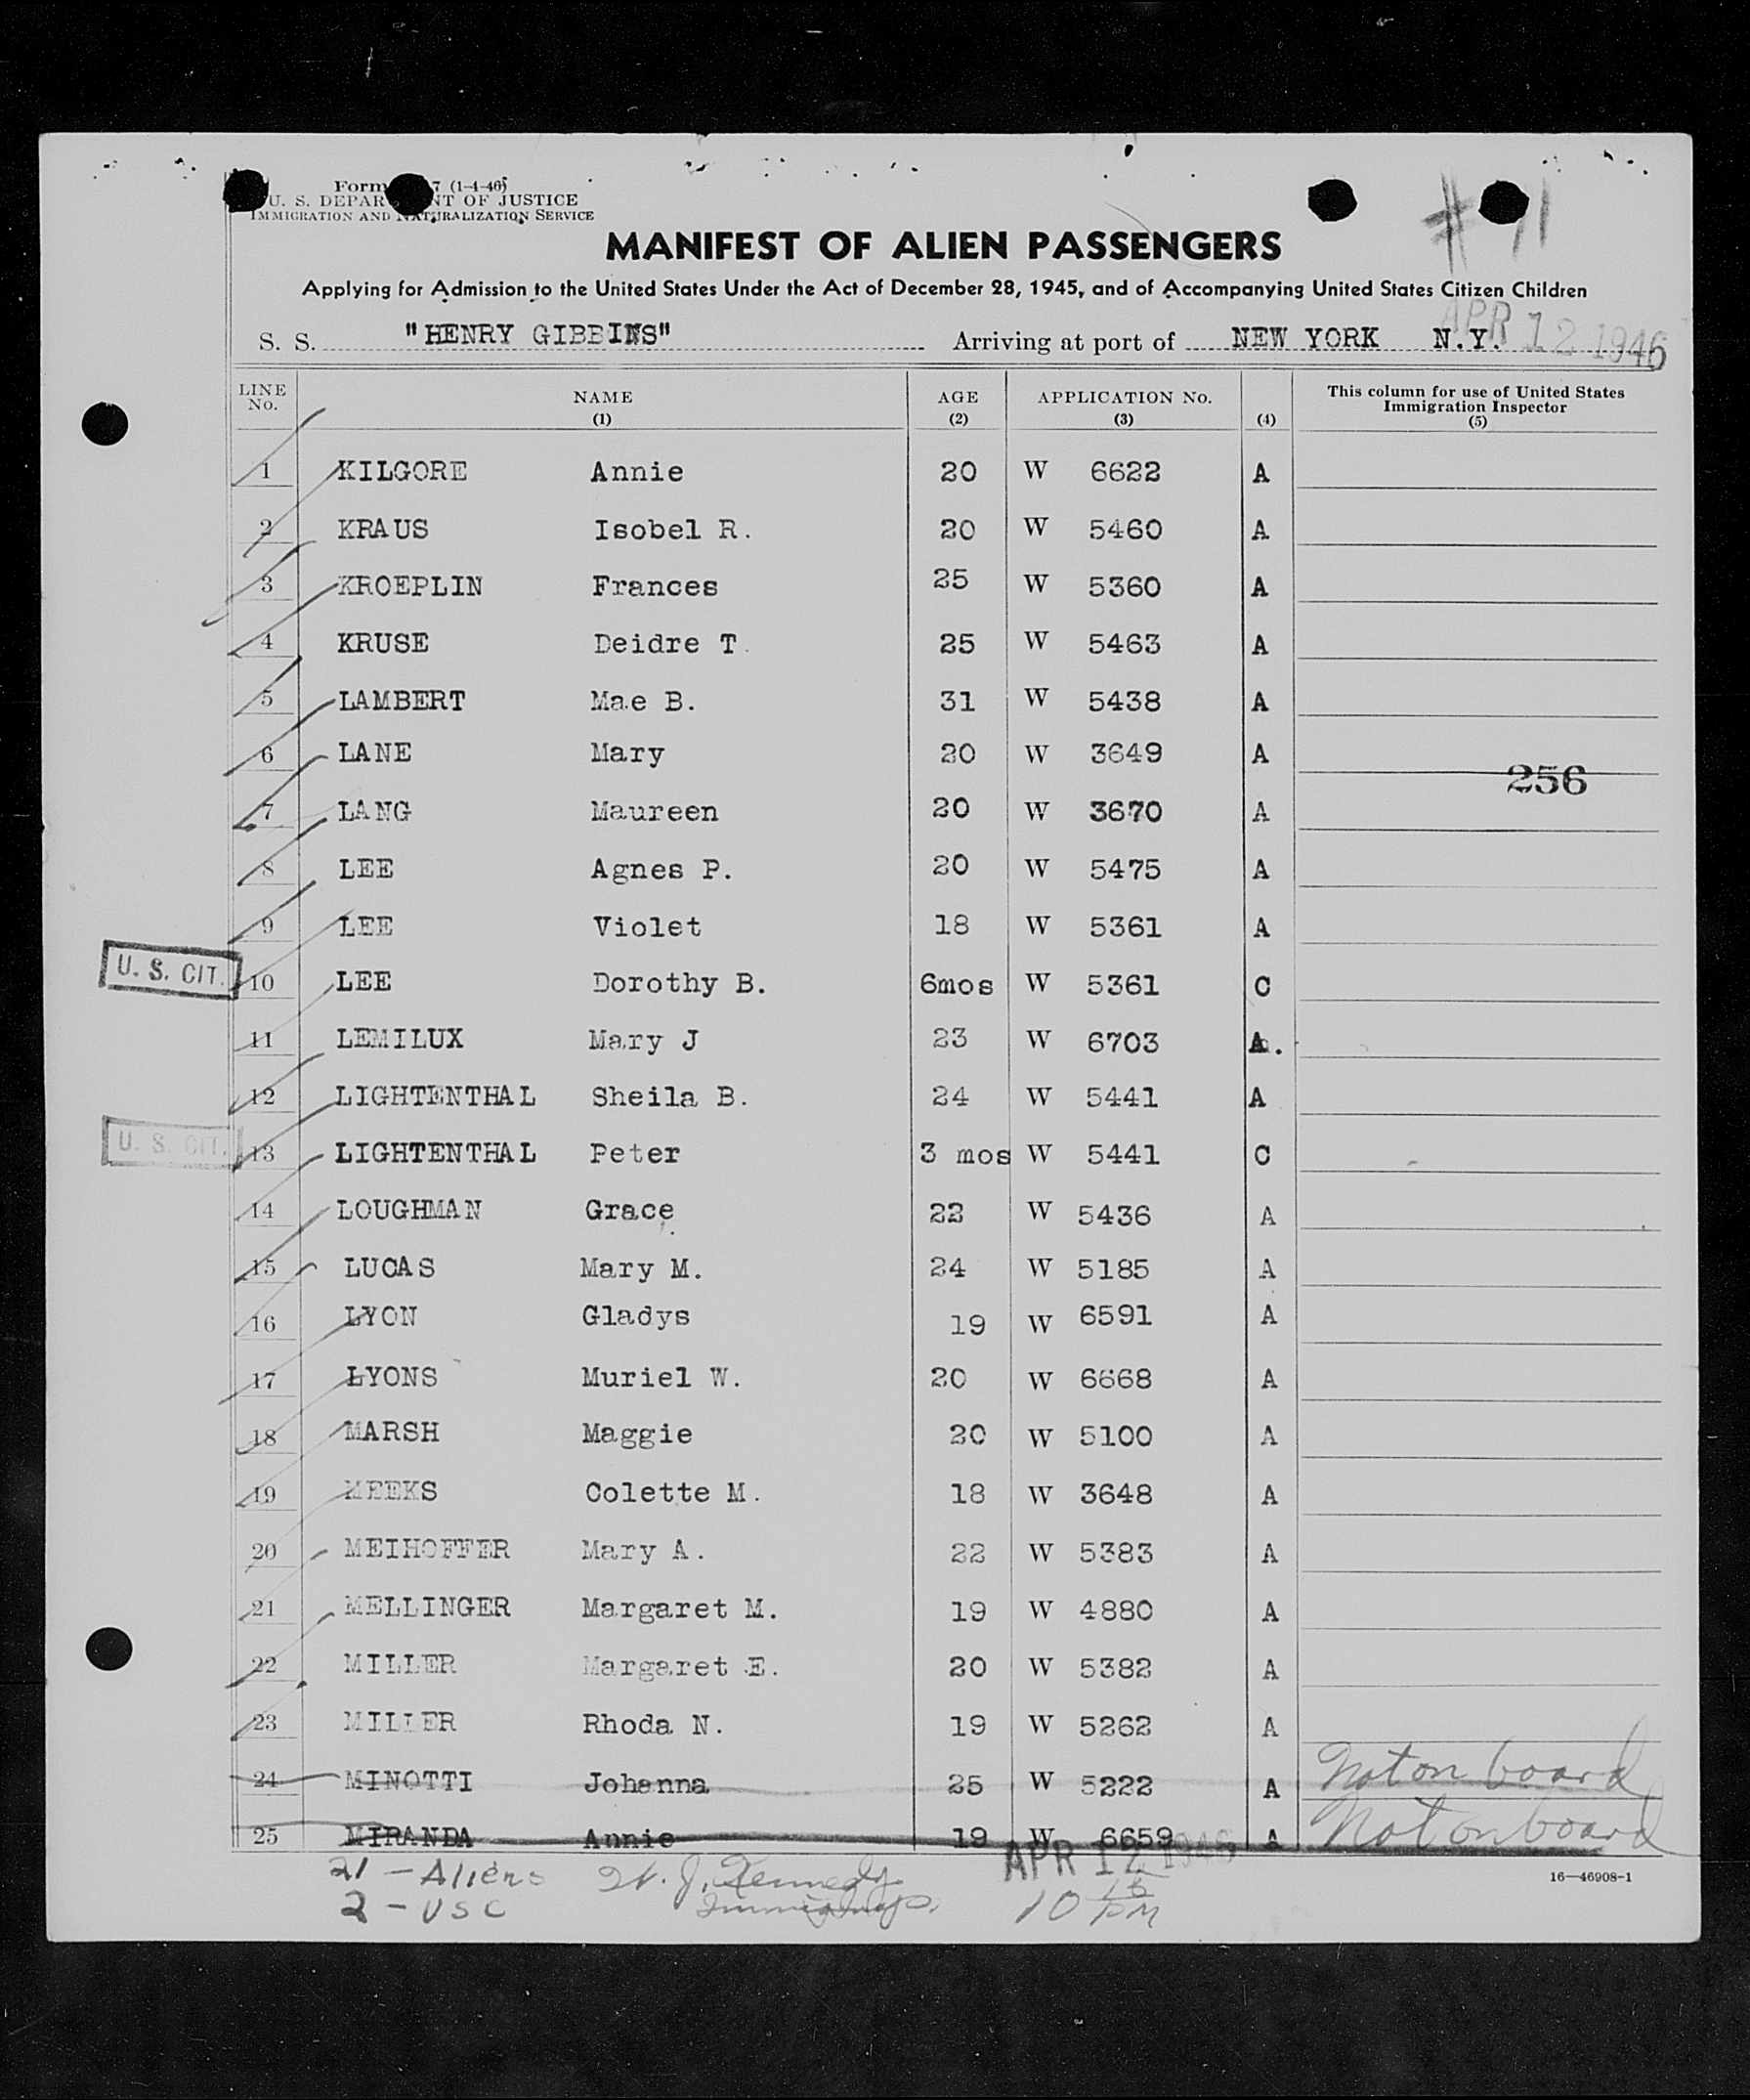 Form 7 (1-4-46)
U. S. DEPARTMENT OF JUSTICE
IMMIGRATION AND NATURALIZATION SERVICE
# 71
MANIFEST OF ALIEN PASSENGERS
Applying for Admission to the United States Under the Act of December 28, 1945, and of Accompanying United States Citizen Children
APR 12 1946
S. S. "HENRY GIBBINS" Arriving at port of NEW YORK N.Y.
LINE No. NAME (1) AGE (2) APPLICATION No. (3) (4) This column for use of United States Immigration Inspector (5)
1 KILGORE Annie 20 W 6622 A
2 KRAUS Isobel R. 20 W 5460 A
3 KROEPLIN Frances 25 W 5360 A
4 KRUSE Deidre T. 25 W 5463 A
5 LAMBERT Mae B. 31 W 5438 A
6 LANE Mary 20 W 3649 A
256
7 LANG Maureen 20 W 3670 A
8 LEE Agnes P. 20 W 5475 A
9 LEE Violet 18 W 5361 A
U. S. CIT. 10 LEE Dorothy B. 6mos W 5361 C
11 LEMILUX Mary J 23 W 6703 A.
12 LIGHTENTHAL Sheila B. 24 W 5441 A
U. S. CIT. 13 LIGHTENTHAL Peter 3 mos W 5441 C
14 LOUGHMAN Grace 22 W 5436 A
15 LUCAS Mary M. 24 W 5185 A
16 LYON Gladys 19 W 6591 A
17 LYONS Muriel W. 20 W 6668 A
18 MARSH Maggie 20 W 5100 A
19 MEEKS Colette M. 18 W 3648 A
20 MEIHOFFER Mary A. 22 W 5383 A
21 MELLINGER Margaret M. 19 W 4880 A
22 MILLER Margaret E. 20 W 5382 A
23 MILLER Rhoda N. 19 W 5262 A
24 MINOTTI Johanna 25 W 5222 A Not on board
25 MIRANDA Annie 19 W 6659 A Not on board
APR 12 1946
16—46908-1
21 - Aliens
2 - USC
J. Kennedy
10 PM